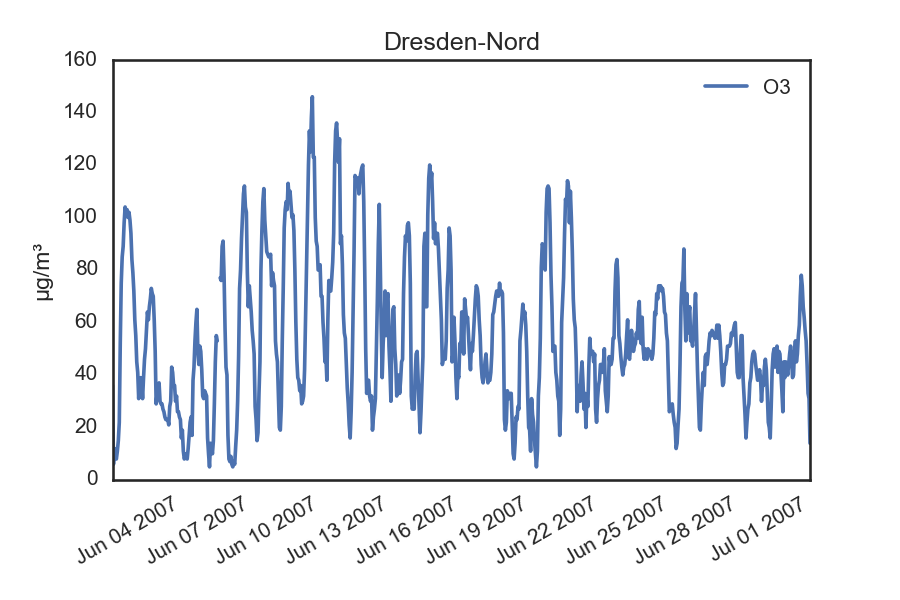 Dresden-Nord
160
140
120
100
80
60
40
20
0
µg/m³
O3
Jun 04 2007
Jun 07 2007
Jun 10 2007
Jun 13 2007
Jun 16 2007
Jun 19 2007
Jun 22 2007
Jun 25 2007
Jun 28 2007
Jul 01 2007